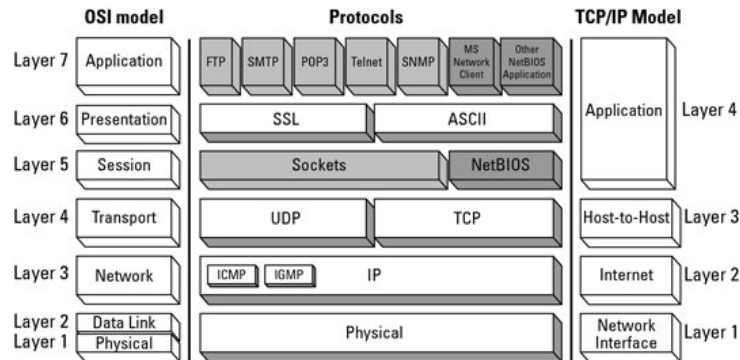 OSI model Protocols TCP/IP Model
Layer 7 Application FTP SMTP POP3 Telnet SNMP MS Network Client Other NetBIOS Application
Application Layer 4
Layer 6 Presentation SSL ASCII
Layer 5 Session Sockets NetBIOS
Layer 4 Transport UDP TCP Host-to-Host Layer 3
Layer 3 Network ICMP IGMP IP Internet Layer 2
Layer 2 Data Link
Layer 1 Physical
Physical
Network Interface Layer 1